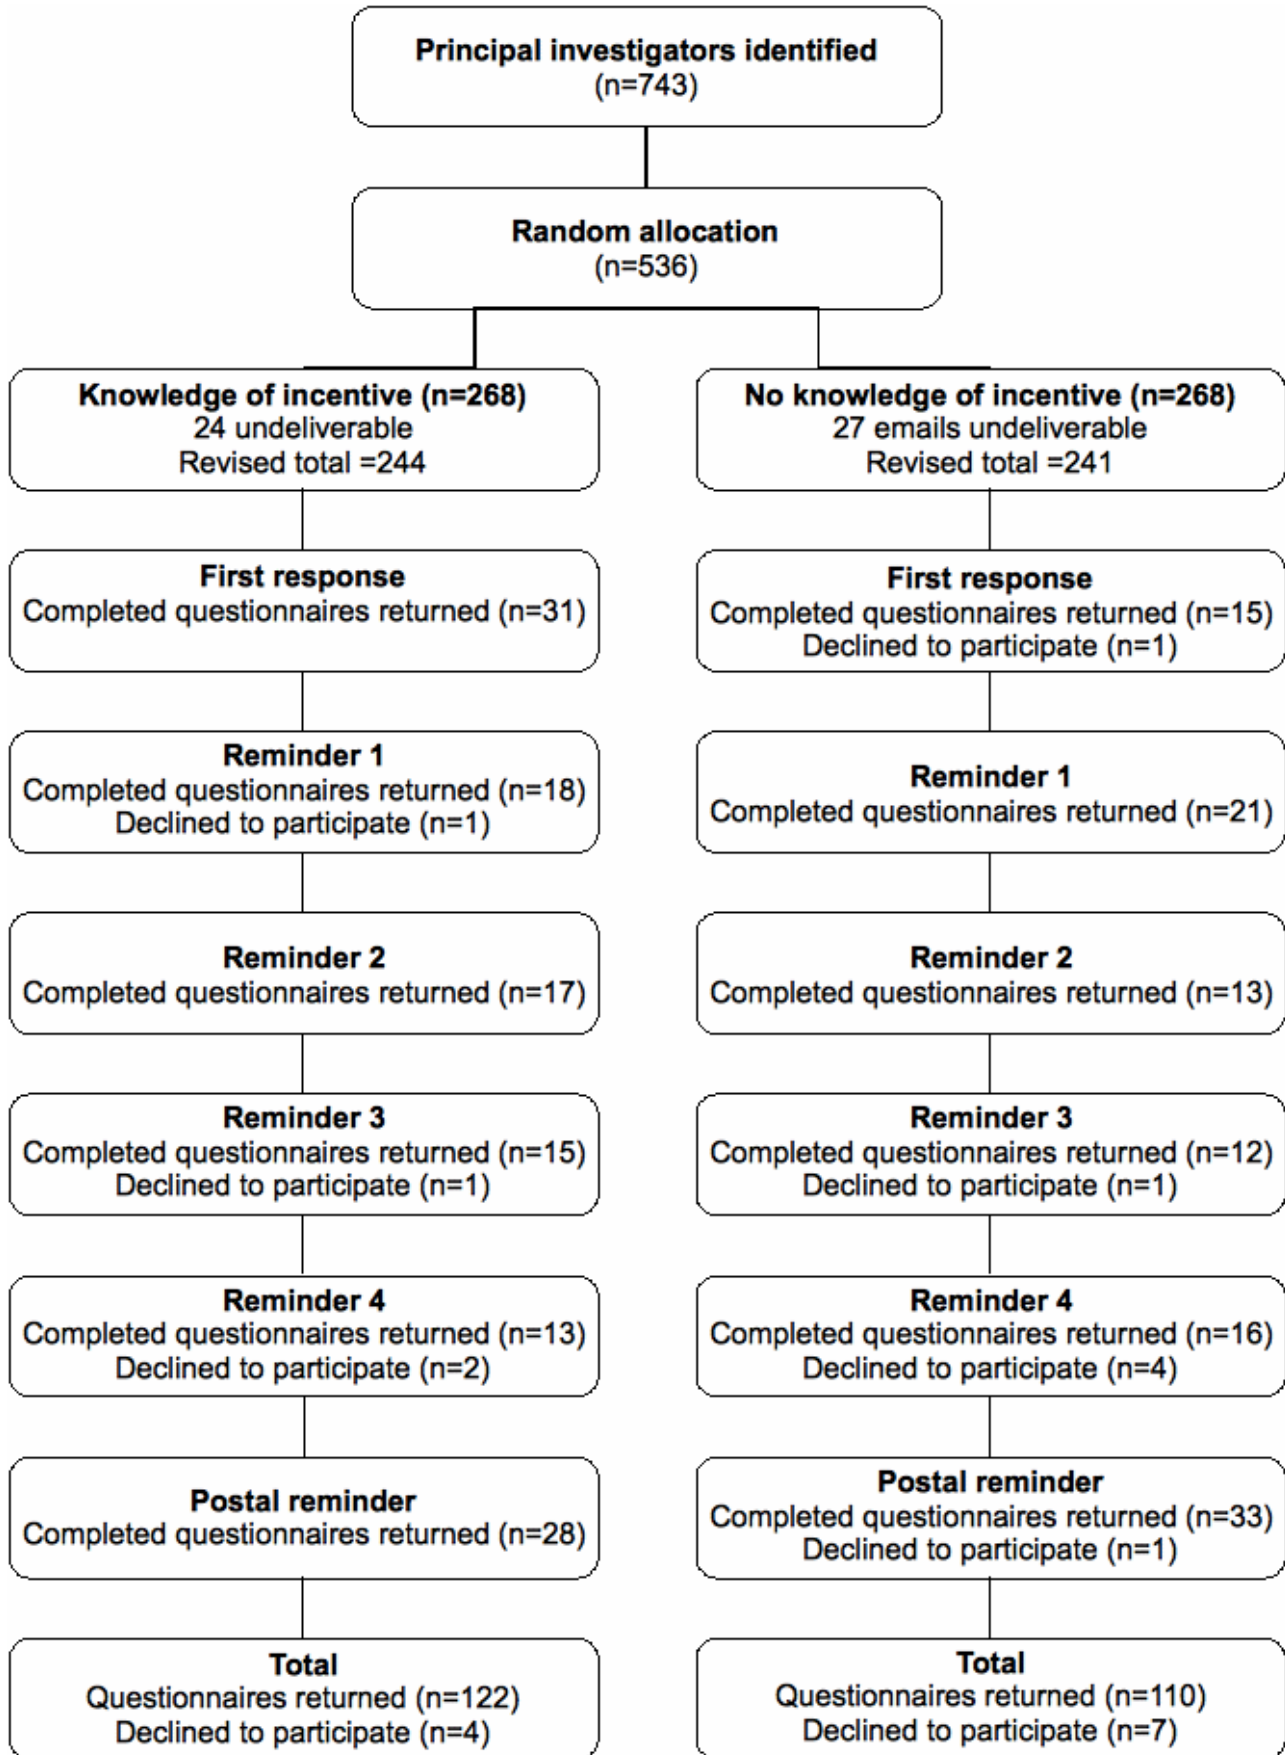 Principal investigators identified
(n=743)
Random allocation
(n=536)
Knowledge of incentive (n=268)
24 undeliverable
Revised total =244
No knowledge of incentive (n=268)
27 emails undeliverable
Revised total =241
First response
Completed questionnaires returned (n=31)
First response
Completed questionnaires returned (n=15)
Declined to participate (n=1)
Reminder 1
Completed questionnaires returned (n=18)
Declined to participate (n=1)
Reminder 1
Completed questionnaires returned (n=21)
Reminder 2
Completed questionnaires returned (n=17)
Reminder 2
Completed questionnaires returned (n=13)
Reminder 3
Completed questionnaires returned (n=15)
Declined to participate (n=1)
Reminder 3
Completed questionnaires returned (n=12)
Declined to participate (n=1)
Reminder 4
Completed questionnaires returned (n=13)
Declined to participate (n=2)
Reminder 4
Completed questionnaires returned (n=16)
Declined to participate (n=4)
Postal reminder
Completed questionnaires returned (n=28)
Postal reminder
Completed questionnaires returned (n=33)
Declined to participate (n=1)
Total
Questionnaires returned (n=122)
Declined to participate (n=4)
Total
Questionnaires returned (n=110)
Declined to participate (n=7)